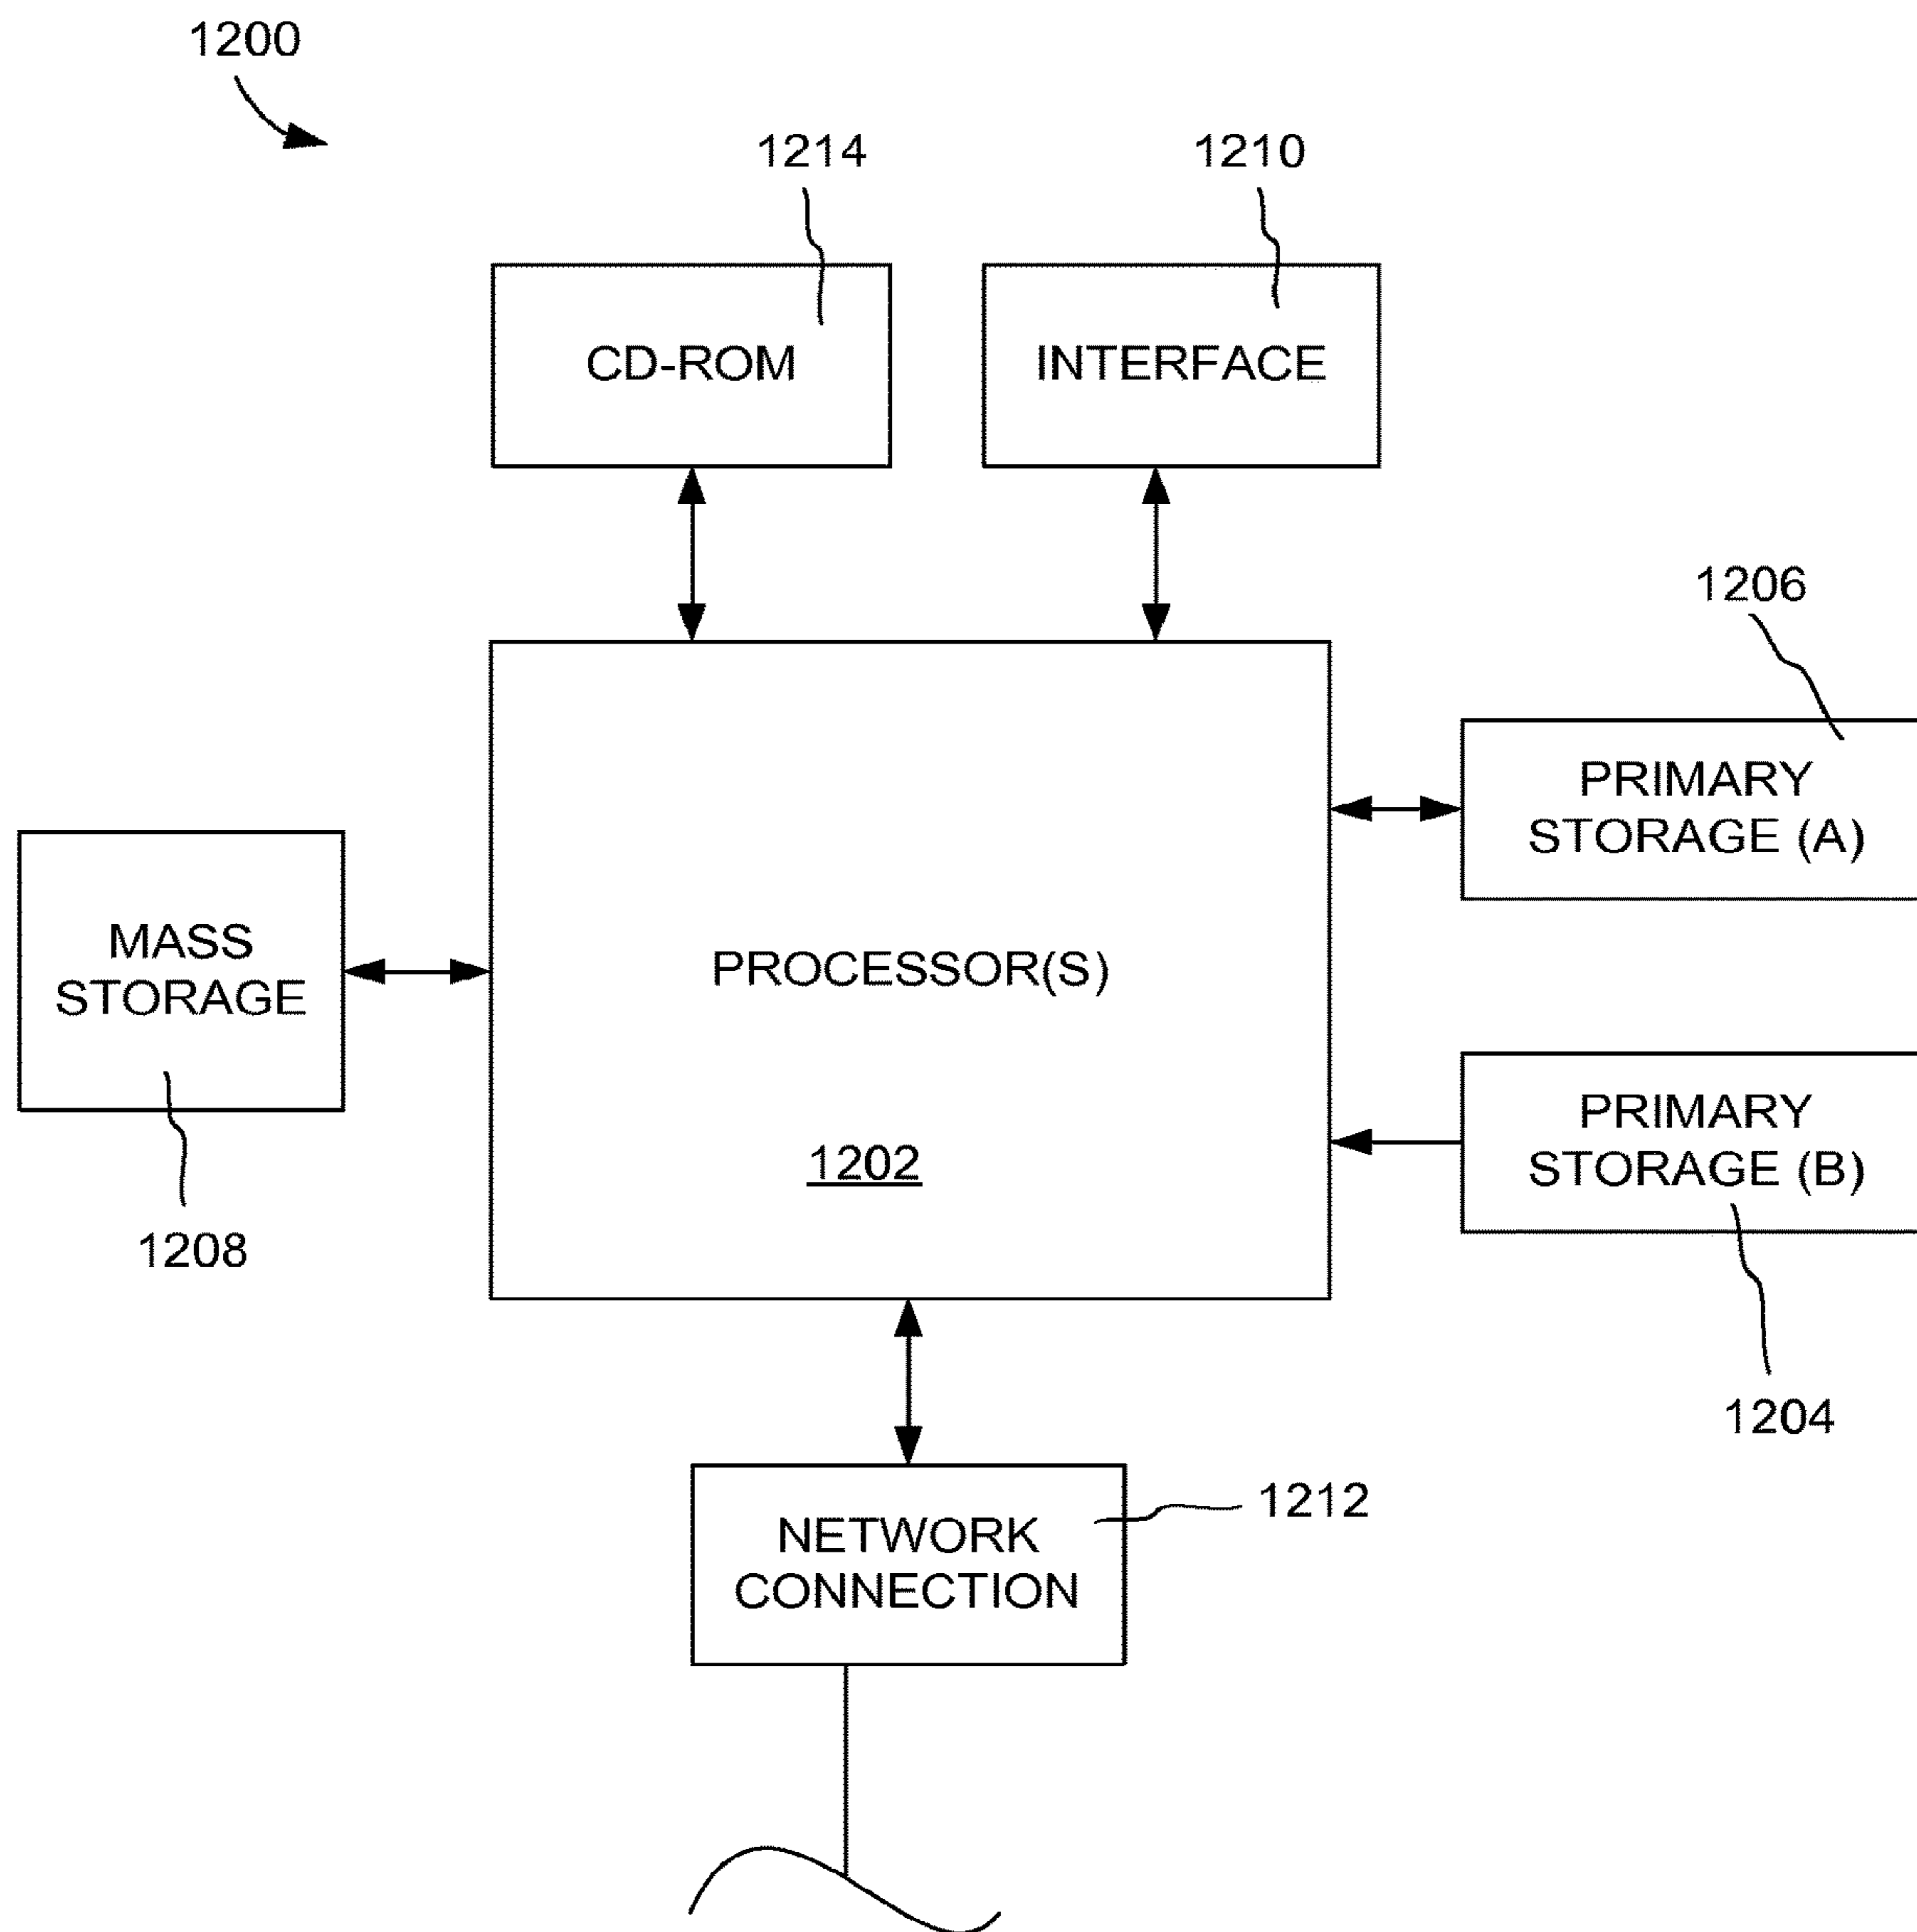 1200
1214
1210
CD-ROM
INTERFACE
1206
PRIMARY
STORAGE (A)
MASS
STORAGE
PROCESSOR(S)
PRIMARY
STORAGE (B)
1202
1208
1204
NETWORK
CONNECTION
1212